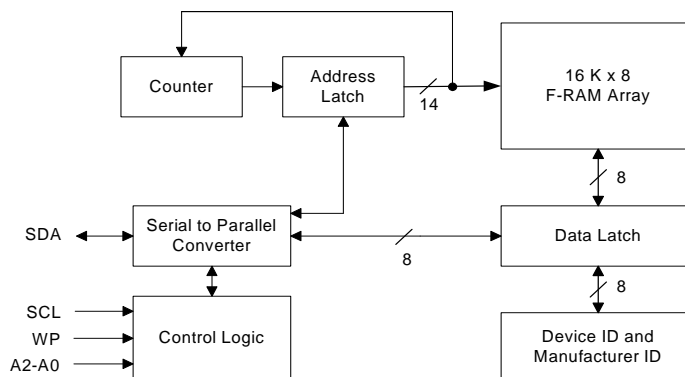 Counter
Address
Latch
14
16 K x 8
F-RAM Array
8
SDA
Serial to Parallel
Converter
8
Data Latch
8
SCL
WP
A2-A0
Control Logic
Device ID and
Manufacturer ID